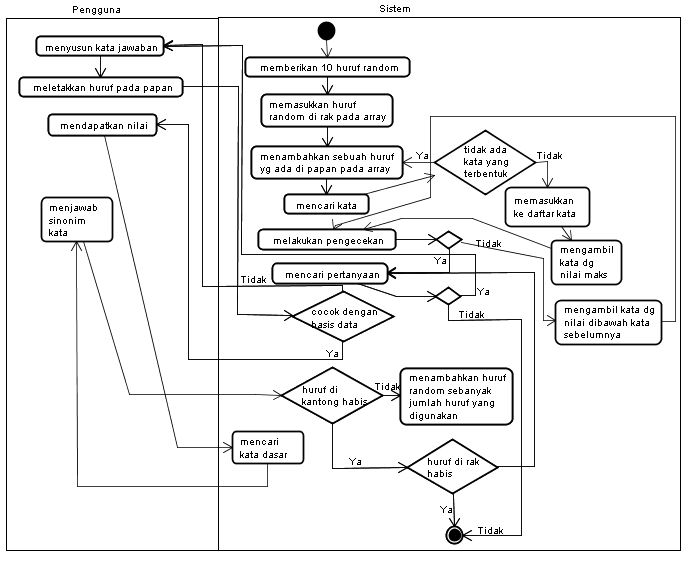 Pengguna
Sistem
menyusun kata jawaban
meletakkan huruf pada papan
mendapatkan nilai
menjawab
sinonim
kata
memberikan 10 huruf random
memasukkan huruf
random di rak pada array
menambahkan sebuah huruf
yg ada di papan pada array
mencari kata
Ya
tidak ada
kata yang
terbentuk
Tidak
memasukkan
ke daftar kata
melakukan pengecekan
Tidak
Ya
mengambil
kata dg
nilai maks
mencari pertanyaan
Tidak
Ya
Tidak
mengambil kata dg
nilai dibawah kata
sebelumnya
cocok dengan
basis data
Ya
huruf di
kantong habis
Tidak
menambahkan huruf
random sebanyak
jumlah huruf yang
digunakan
mencari
kata dasar
Ya
huruf di rak
habis
Ya
Tidak